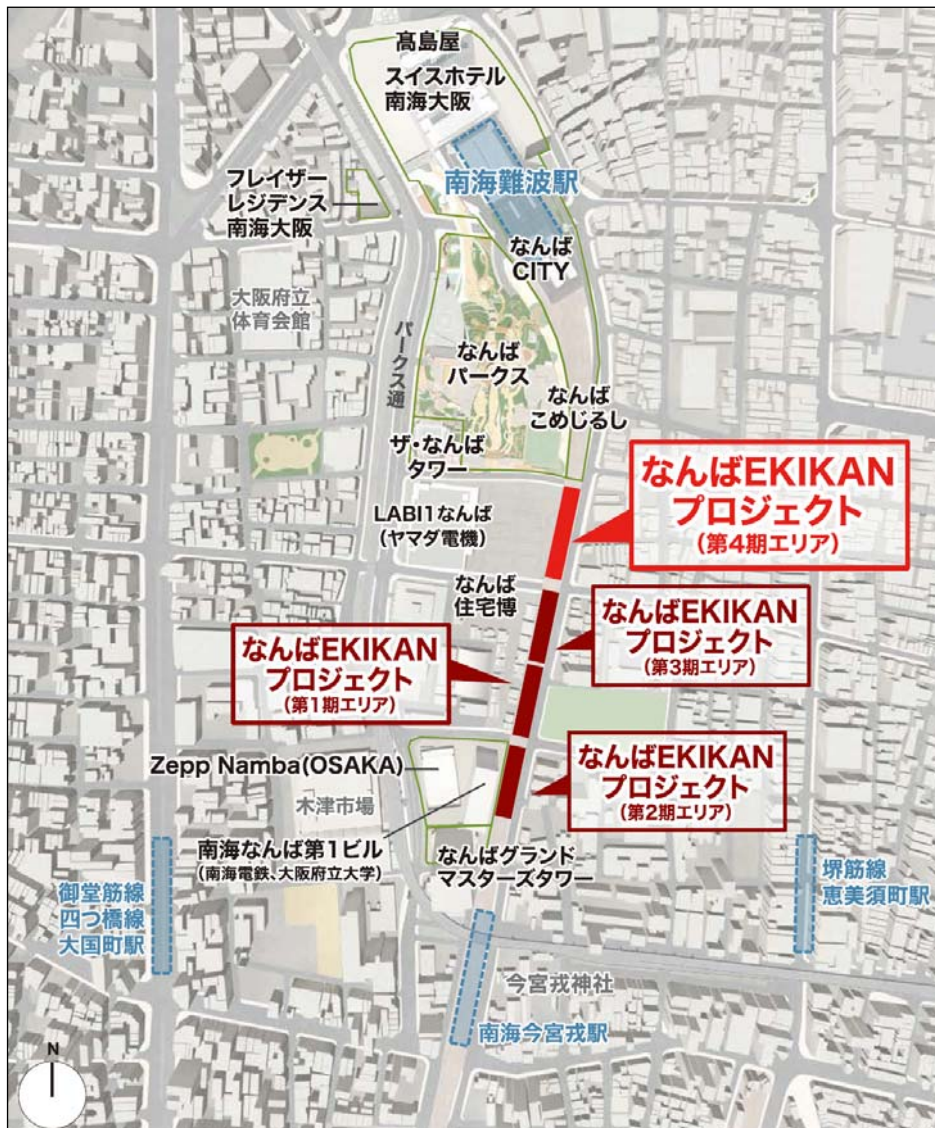 髙島屋
スイスホテル
南海大阪
南海難波駅
フレイザー
レジデンス
南海大阪
なんば
CITY
大阪府立
体育会館
パークス通
なんば
パークス
なんば
こめじるし
ザ・なんば
タワー
LABI1なんば
(ヤマダ電機)
なんばEKIKAN
プロジェクト
(第4期エリア)
なんば
住宅博
なんばEKIKAN
プロジェクト
(第3期エリア)
なんばEKIKAN
プロジェクト
(第1期エリア)
なんばEKIKAN
プロジェクト
(第2期エリア)
Zepp Namba(OSAKA)
木津市場
南海なんば第1ビル
(南海電鉄、大阪府立大学)
なんばグランド
マスターズタワー
御堂筋線
四つ橋線
大国町駅
堺筋線
恵美須町駅
今宮戎神社
南海今宮戎駅
N